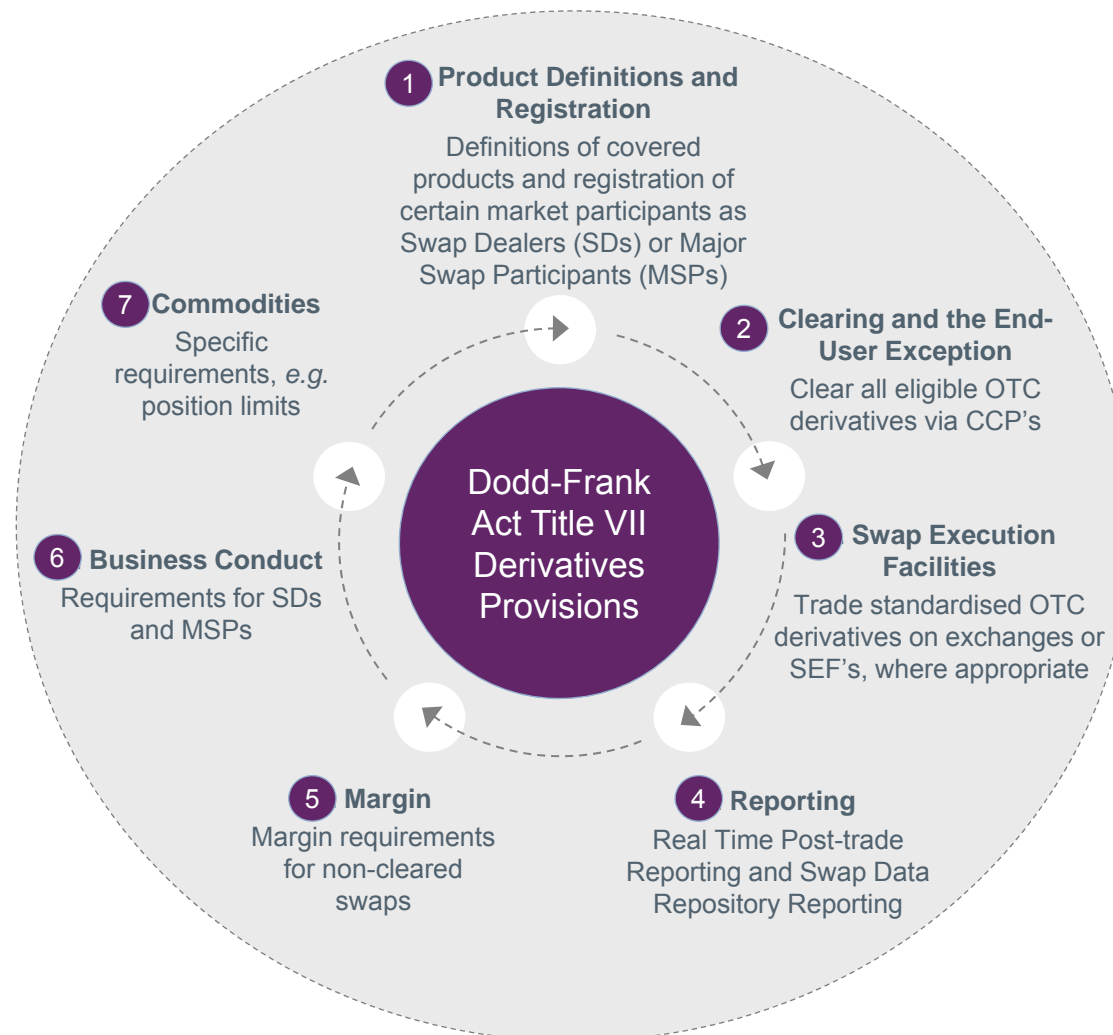 1 Product Definitions and
Registration
Definitions of covered
products and registration of
certain market participants as
Swap Dealers (SDs) or Major
Swap Participants (MSPs)
2 Clearing and the End-
User Exception
Clear all eligible OTC
derivatives via CCP's
3 Swap Execution
Facilities
Trade standardised OTC
derivatives on exchanges or
SEF's, where appropriate
4 Reporting
Real Time Post-trade
Reporting and Swap Data
Repository Reporting
5 Margin
Margin requirements
for non-cleared
swaps
6 Business Conduct
Requirements for SDs
and MSPs
7 Commodities
Specific
requirements, e.g.
position limits
Dodd-Frank
Act Title VII
Derivatives
Provisions